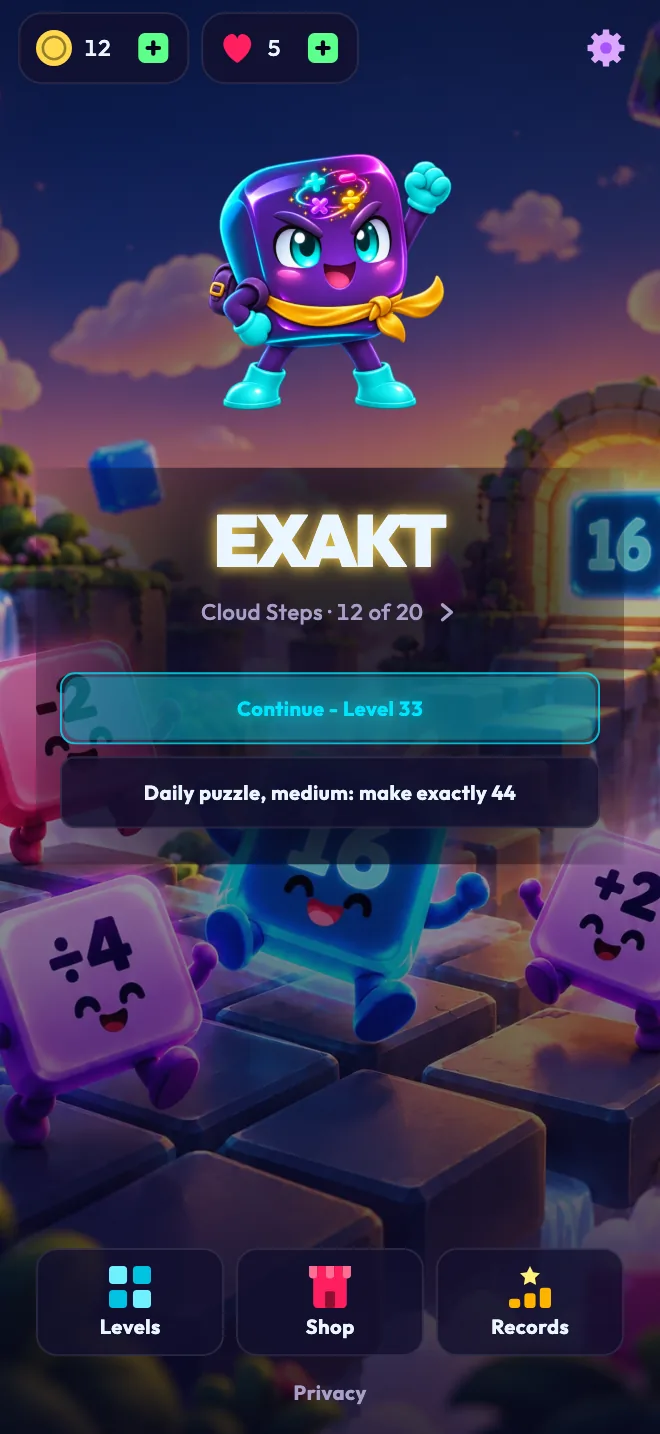 12
5
EXAKT
16
Cloud Steps · 12 of 20
-2
Continue - Level 33
Daily puzzle, medium: make exactly 44
16
÷4
+2
Levels
Shop
Records
Privacy